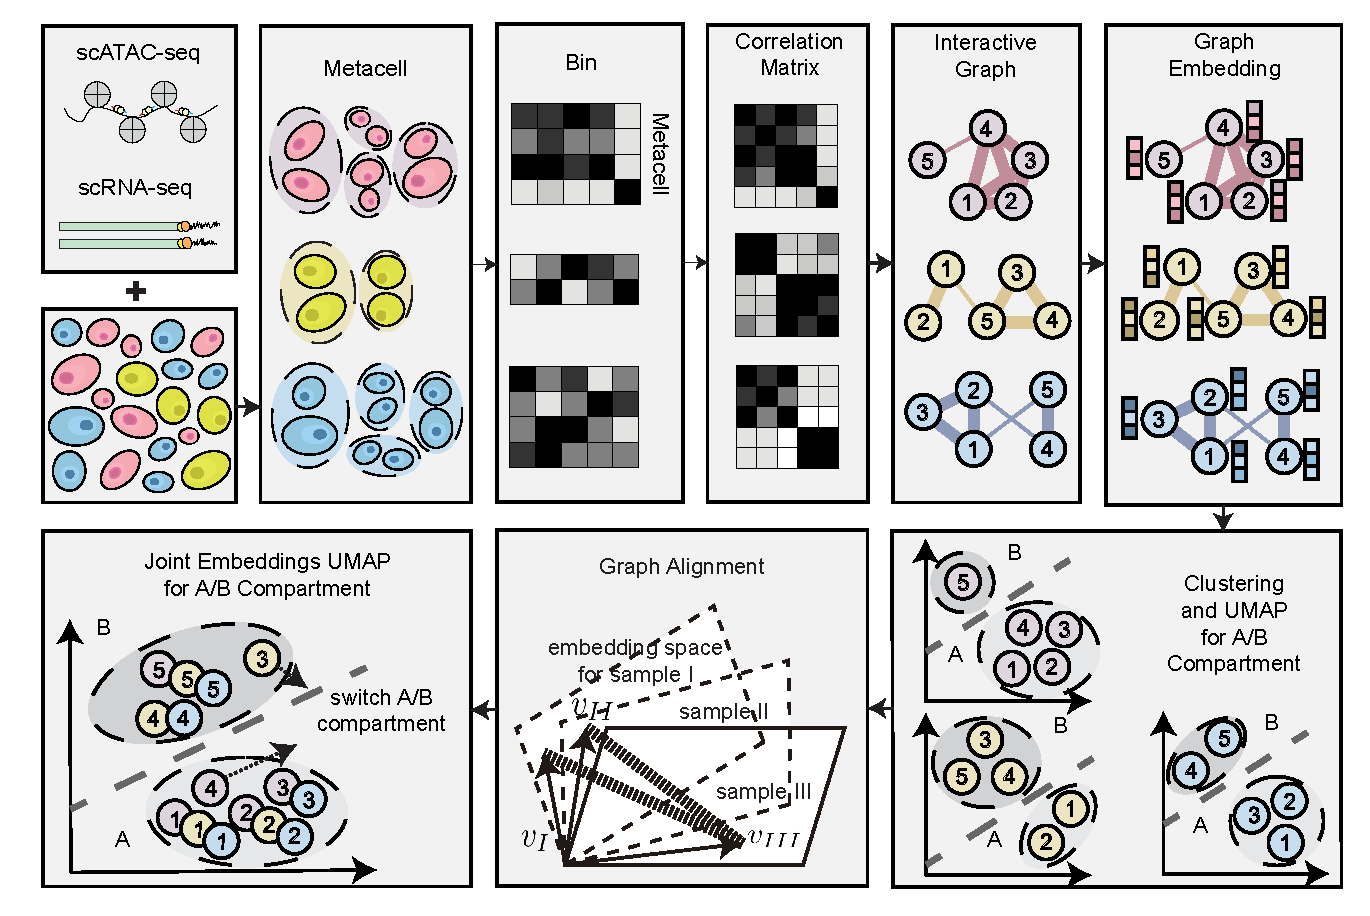 scATAC-seq
scRNA-seq
+
Metacell
Bin
Metacell
Correlation
Matrix
Interactive
Graph
4
5
3
1
2
1
3
2
5
4
2
5
3
1
4
Graph
Embedding
4
5
3
1
2
1
3
2
5
4
2
5
3
1
4
Joint Embeddings UMAP
for A/B Compartment
B
5
5
5
3
4
4
switch A/B
compartment
4
3
3
1
1
1
2
2
2
A
Graph Alignment
embedding space
for sample I
v_II
sample II
sample III
v_I
v_III
B
5
A
4
3
1
2
Clustering
and UMAP
for A/B
Compartment
B
3
5
4
A
1
2
B
5
4
A
3
2
1